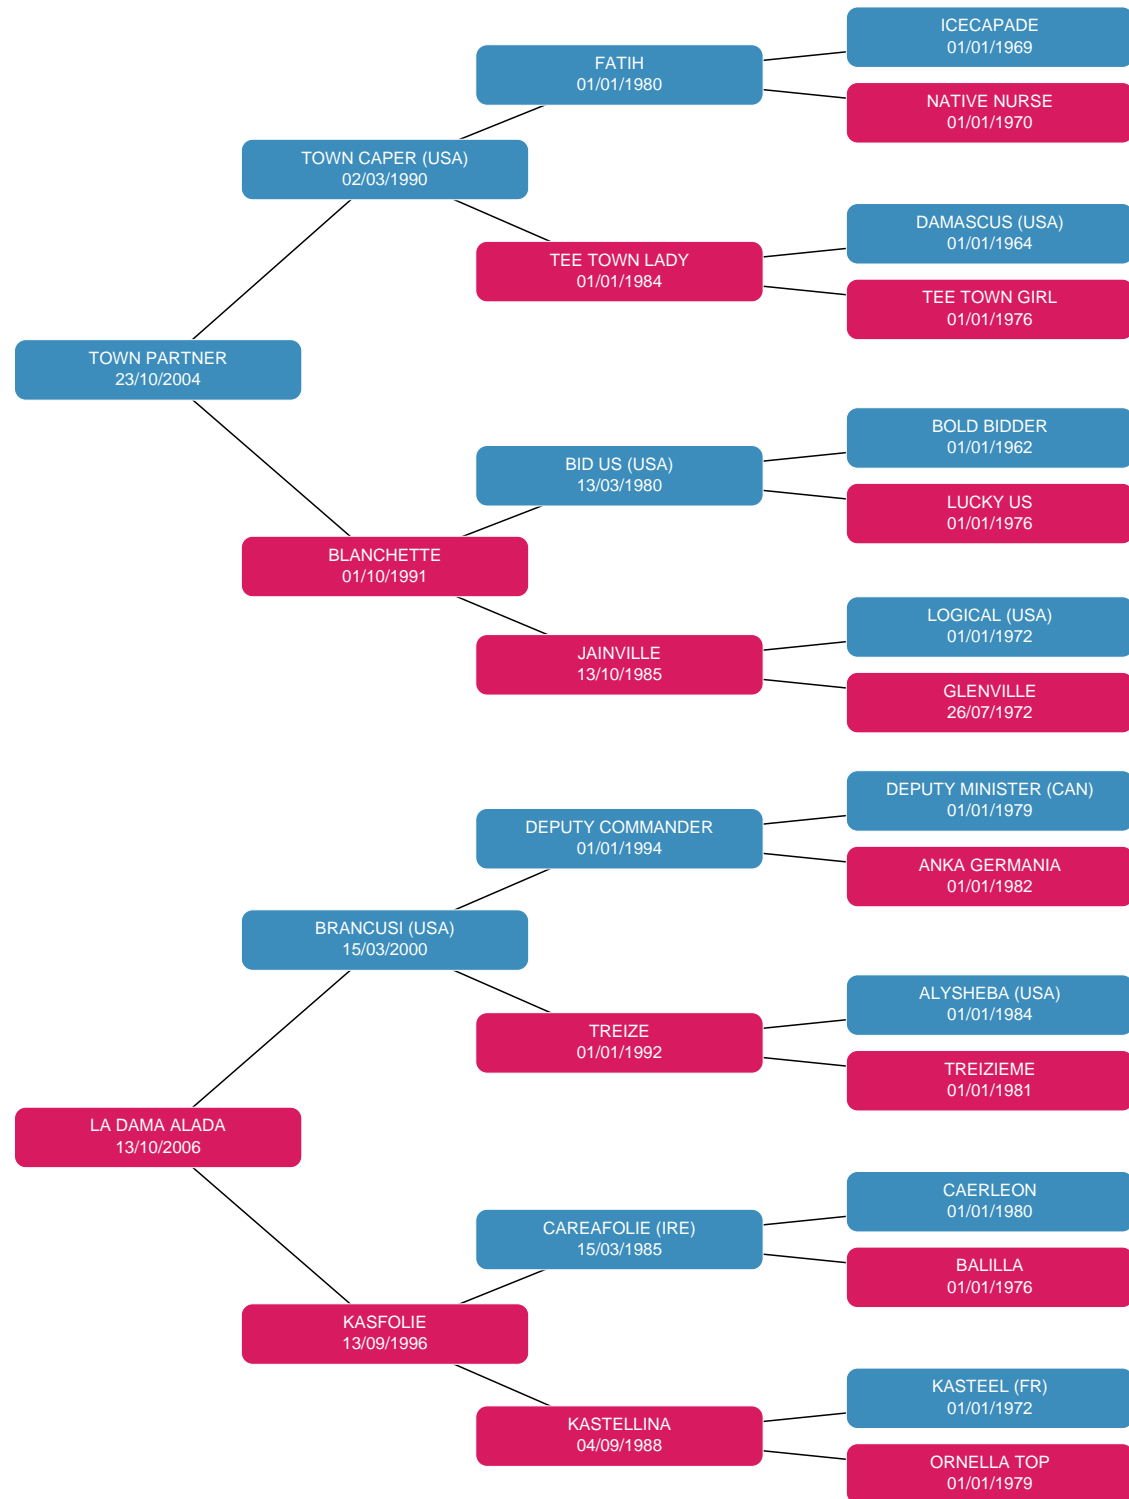 ICECAPADE
01/01/1969
FATIH
01/01/1980
NATIVE NURSE
01/01/1970
TOWN CAPER (USA)
02/03/1990
DAMASCUS (USA)
01/01/1964
TEE TOWN LADY
01/01/1984
TEE TOWN GIRL
01/01/1976
TOWN PARTNER
23/10/2004
BOLD BIDDER
01/01/1962
BID US (USA)
13/03/1980
LUCKY US
01/01/1976
BLANCHETTE
01/10/1991
LOGICAL (USA)
01/01/1972
JAINVILLE
13/10/1985
GLENVILLE
26/07/1972
DEPUTY MINISTER (CAN)
01/01/1979
DEPUTY COMMANDER
01/01/1994
ANKA GERMANIA
01/01/1982
BRANCUSI (USA)
15/03/2000
ALYSHEBA (USA)
01/01/1984
TREIZE
01/01/1992
TREIZIEME
01/01/1981
LA DAMA ALADA
13/10/2006
CAERLEON
01/01/1980
CAREAFOLIE (IRE)
15/03/1985
BALILLA
01/01/1976
KASFOLIE
13/09/1996
KASTEEL (FR)
01/01/1972
KASTELLINA
04/09/1988
ORNELLA TOP
01/01/1979